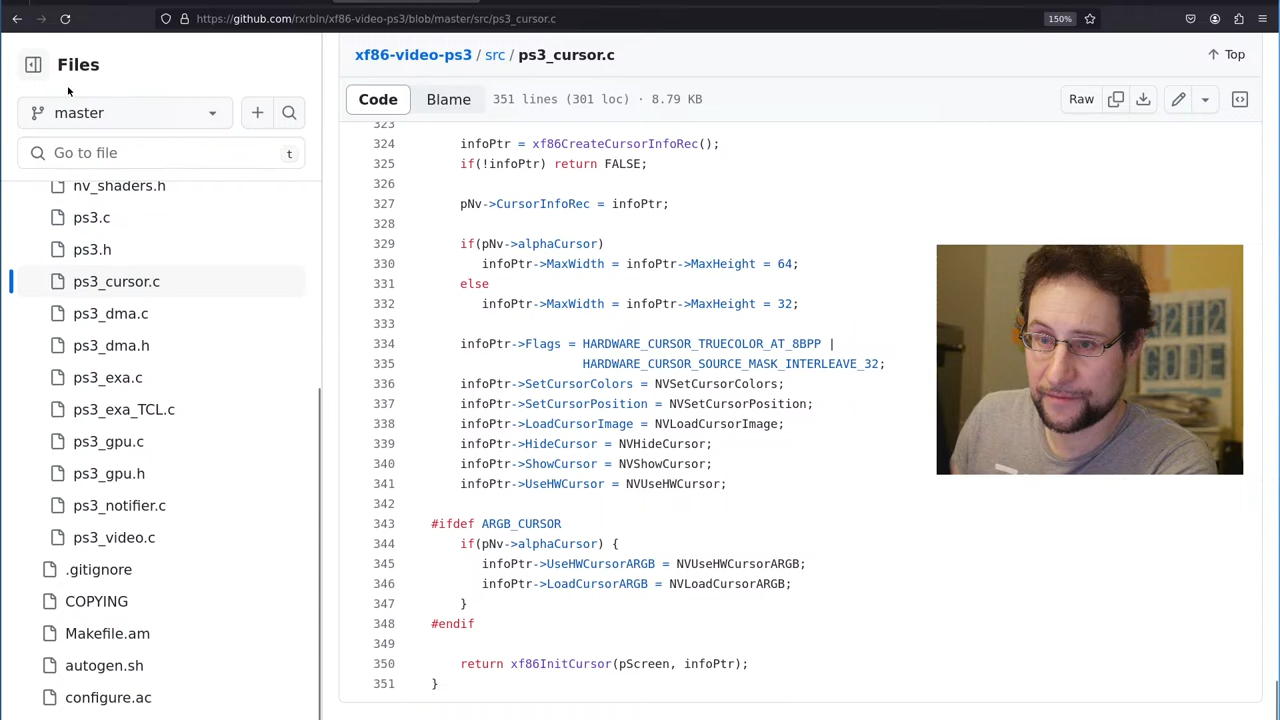 https://github.com/rxrbln/xf86-video-ps3/blob/master/src/ps3_cursor.c
150%
Files
master
Go to file
t
nv_shaders.h
ps3.c
ps3.h
ps3_cursor.c
ps3_dma.c
ps3_dma.h
ps3_exa.c
ps3_exa_TCL.c
ps3_gpu.c
ps3_gpu.h
ps3_notifier.c
ps3_video.c
.gitignore
COPYING
Makefile.am
autogen.sh
configure.ac
xf86-video-ps3 / src / ps3_cursor.c
Top
Code
Blame
351 lines (301 loc) · 8.79 KB
Raw
323
324 infoPtr = xf86CreateCursorInfoRec();
325 if(!infoPtr) return FALSE;
326
327 pNv->CursorInfoRec = infoPtr;
328
329 if(pNv->alphaCursor)
330 infoPtr->MaxWidth = infoPtr->MaxHeight = 64;
331 else
332 infoPtr->MaxWidth = infoPtr->MaxHeight = 32;
333
334 infoPtr->Flags = HARDWARE_CURSOR_TRUECOLOR_AT_8BPP |
335 HARDWARE_CURSOR_SOURCE_MASK_INTERLEAVE_32;
336 infoPtr->SetCursorColors = NVSetCursorColors;
337 infoPtr->SetCursorPosition = NVSetCursorPosition;
338 infoPtr->LoadCursorImage = NVLoadCursorImage;
339 infoPtr->HideCursor = NVHideCursor;
340 infoPtr->ShowCursor = NVShowCursor;
341 infoPtr->UseHWCursor = NVUseHWCursor;
342
343 #ifdef ARGB_CURSOR
344 if(pNv->alphaCursor) {
345 infoPtr->UseHWCursorARGB = NVUseHWCursorARGB;
346 infoPtr->LoadCursorARGB = NVLoadCursorARGB;
347 }
348 #endif
349
350 return xf86InitCursor(pScreen, infoPtr);
351 }